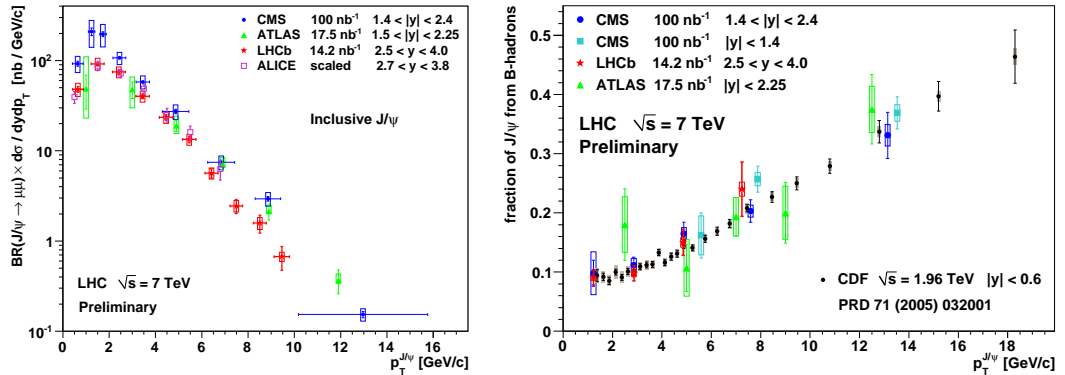 BR(J/ψ → μμ) × dσ / dydp_T [nb / GeV/c]
CMS 100 nb⁻¹ 1.4 < |y| < 2.4
ATLAS 17.5 nb⁻¹ 1.5 < |y| < 2.25
LHCb 14.2 nb⁻¹ 2.5 < y < 4.0
ALICE scaled 2.7 < y < 3.8
Inclusive J/ψ
LHC √s = 7 TeV
Preliminary
10²
10
1
10⁻¹
0 2 4 6 8 10 12 14 16
p_T^{J/ψ} [GeV/c]
fraction of J/ψ from B-hadrons
CMS 100 nb⁻¹ 1.4 < |y| < 2.4
CMS 100 nb⁻¹ |y| < 1.4
LHCb 14.2 nb⁻¹ 2.5 < y < 4.0
ATLAS 17.5 nb⁻¹ |y| < 2.25
LHC √s = 7 TeV
Preliminary
CDF √s = 1.96 TeV |y| < 0.6
PRD 71 (2005) 032001
0.5
0.4
0.3
0.2
0.1
0
0 2 4 6 8 10 12 14 16 18
p_T^{J/ψ} [GeV/c]